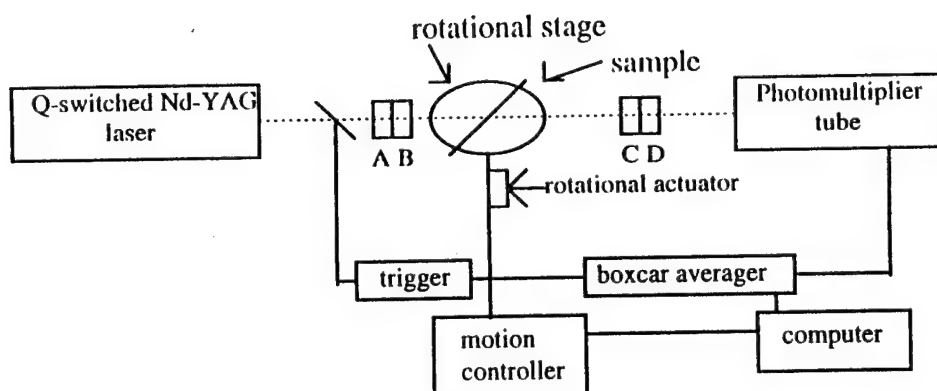 rotational stage
sample
Q-switched Nd-YAG
laser
Photomultiplier
tube
A B
C D
rotational actuator
trigger
boxcar averager
motion
controller
computer